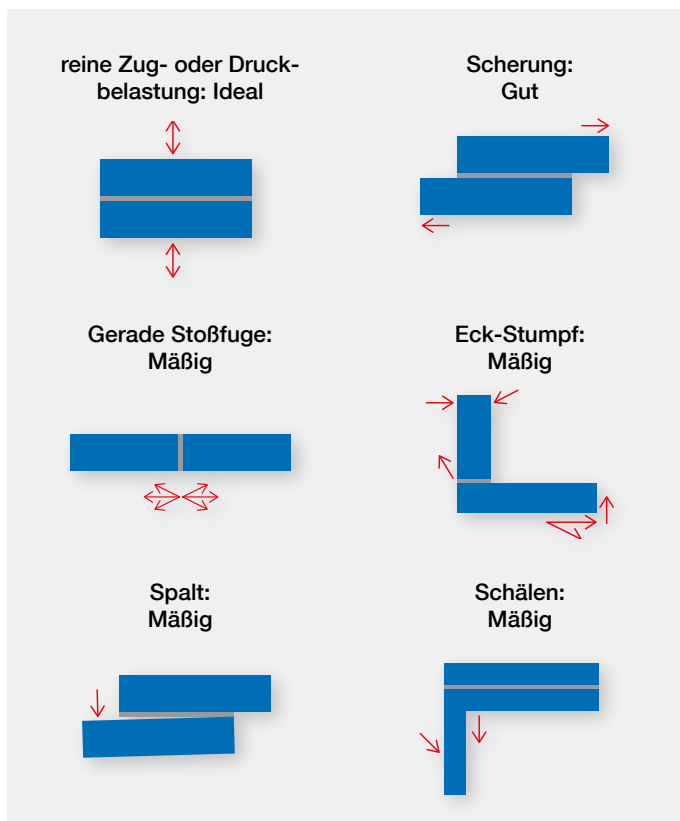 reine Zug- oder Druck-
belastung: Ideal
Scherung:
Gut
Gerade Stoßfuge:
Mäßig
Eck-Stumpf:
Mäßig
Spalt:
Mäßig
Schälen:
Mäßig